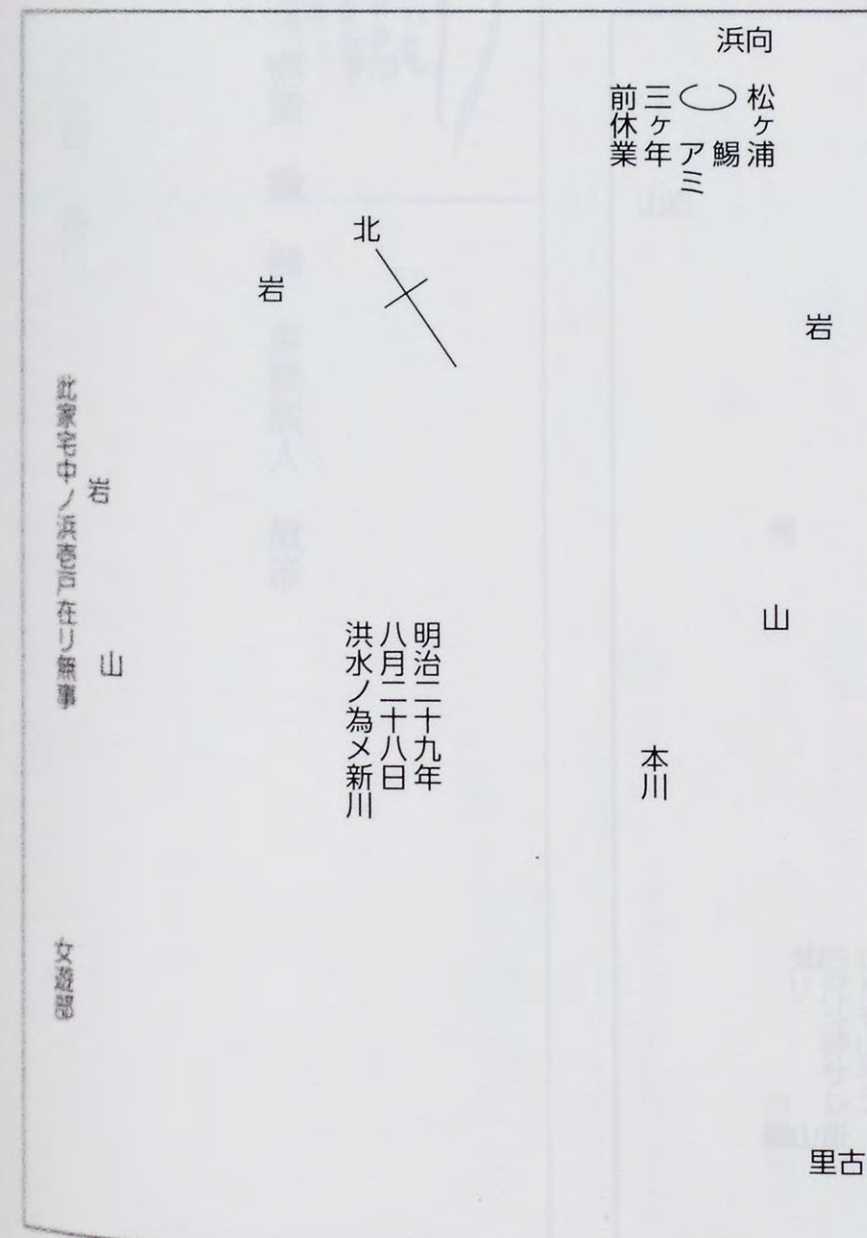 向浜
松ヶ浦
鰑
アミ
三ヶ年
前休業
岩
山
本川
古里
北
明治二十九年
八月二十八日
洪水ノ為メ新川
岩
岩
山
此家宅中ノ浜壱戸在リ無事
女遊部